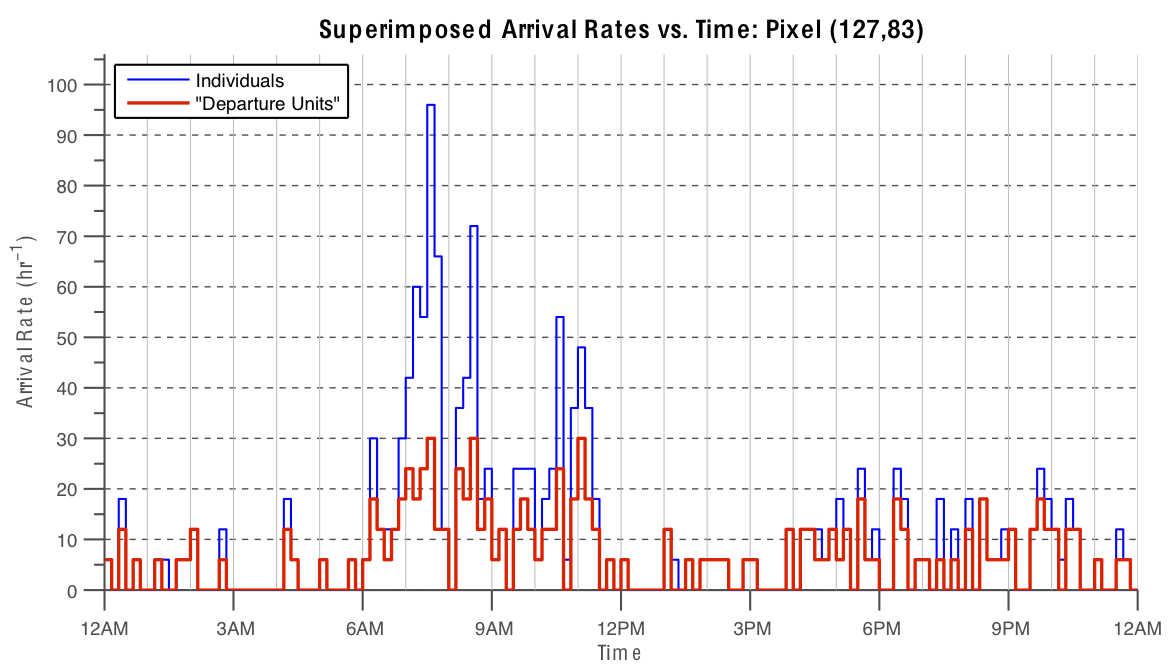 Superimposed Arrival Rates vs. Time: Pixel (127,83)
Individuals
"Departure Units"
Arrival Rate (hr⁻¹)
100
90
80
70
60
50
40
30
20
10
0
12AM 3AM 6AM 9AM 12PM 3PM 6PM 9PM 12AM
Time